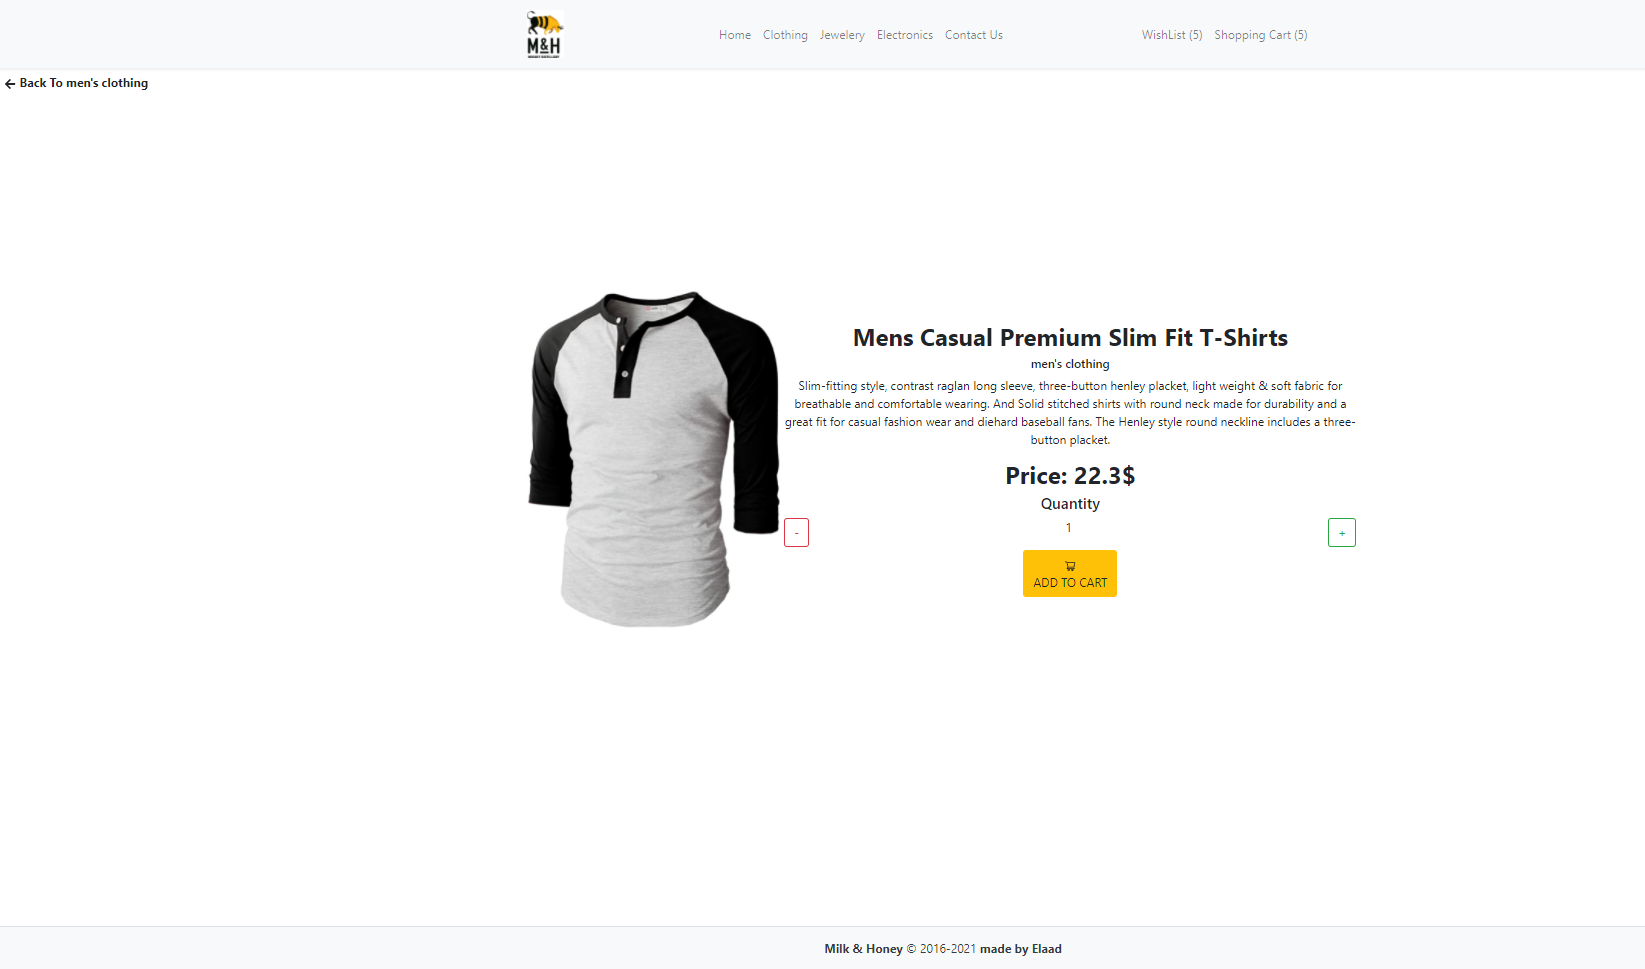 M&H
Home Clothing Jewelery Electronics Contact Us WishList (5) Shopping Cart (5)
Back To men's clothing
Mens Casual Premium Slim Fit T-Shirts
men's clothing
Slim-fitting style, contrast raglan long sleeve, three-button henley placket, light weight & soft fabric for
breathable and comfortable wearing. And Solid stitched shirts with round neck made for durability and a
great fit for casual fashion wear and diehard baseball fans. The Henley style round neckline includes a three-
button placket.
Price: 22.3$
Quantity
- 1 +
ADD TO CART
Milk & Honey © 2016-2021 made by Elaad